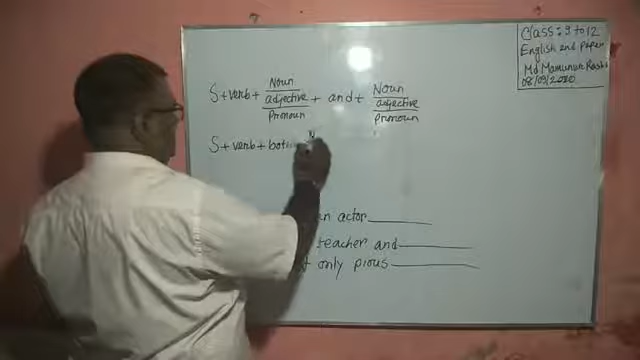 Class: 9 to 12
English 2nd paper
Md Mamunur Rashi
08/09/2020
S + verb + Noun / adjective / Pronoun + and + Noun / adjective / Pronoun
S + verb +
an actor
teacher and
only pious